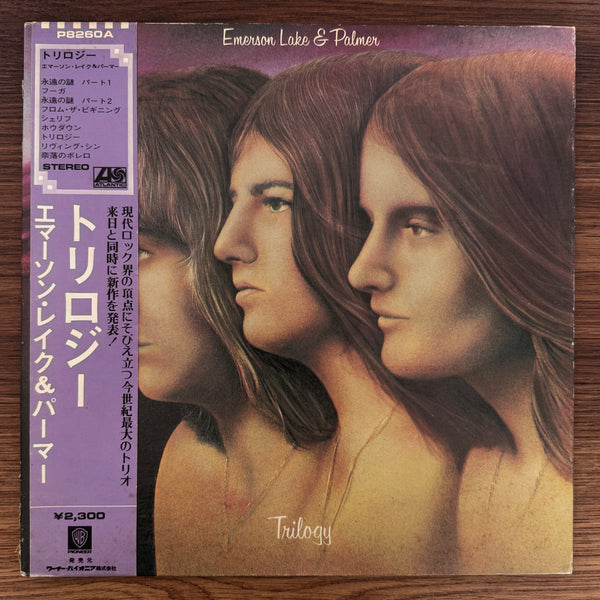 P8260A
トリロジー
エマーソン・レイク&パーマー
永遠の謎 パート1
フーガ
永遠の謎 パート2
フロム・ザ・ビギニング
シェリフ
ホウダウン
トリロジー
リヴィング・シン
奈落のボレロ
STEREO
ATLANTIC
トリロジー
エマーソン・レイク&パーマー
現代ロック界の頂点にそびえ立つ今世紀最大のトリオ
来日と同時に新作を発表!
¥2,300
WB
PIONEER
発売元
ワーナー・パイオニア株式会社
Emerson Lake & Palmer
Trilogy